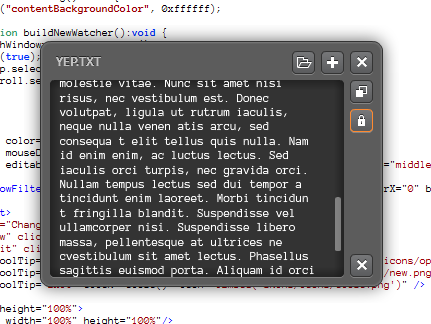 ("contentBackgroundColor", 0xffffff);
ion buildNewWatcher():void {
hWindow
(true);
p.selec
roll.se
YEP.TXT
molestie vitae. Nunc sit amet nisi
risus, nec vestibulum est. Donec
volutpat, ligula ut rutrum iaculis,
neque nulla venen atis arcu, sed
consequa t elit tellus quis nulla. Nam
id enim enim, ac luctus lectus. Sed
iaculis orci turpis, nec gravida orci.
Nullam tempus lectus sed dui tempor a
tincidunt enim laoreet. Morbi tincidun
t fringilla blandit. Suspendisse vel
ullamcorper nisi. Suspendisse libero
massa, pellentesque at ultrices ne
cvestibulum sit amet lectus. Phasellus
sagittis euismod porta. Aliquam id orci
color=
mouseD
editab
="middle
owFilte
rX="0" b
t>
="Chang
w" clic
it" cli
oolTip=
icons/op
oolTip=
/new.png
oolTip=
.png')" />
height="100%">
width="100%" height="100%"/>